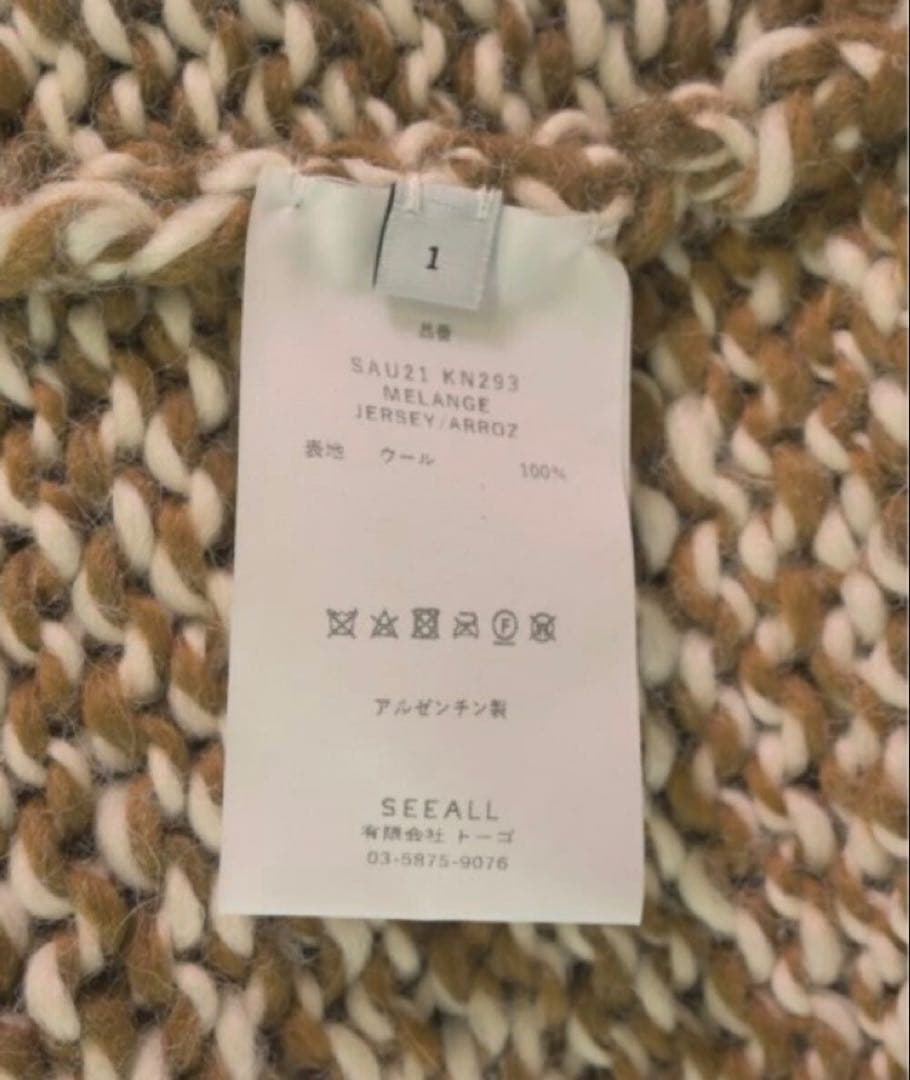 1
品番
SAU21 KN293
MELANGE
JERSEY/ARROZ
表地 ウール 100%
F
W
アルゼンチン製
SEEALL
有限会社 トーゴ
03-5875-9076